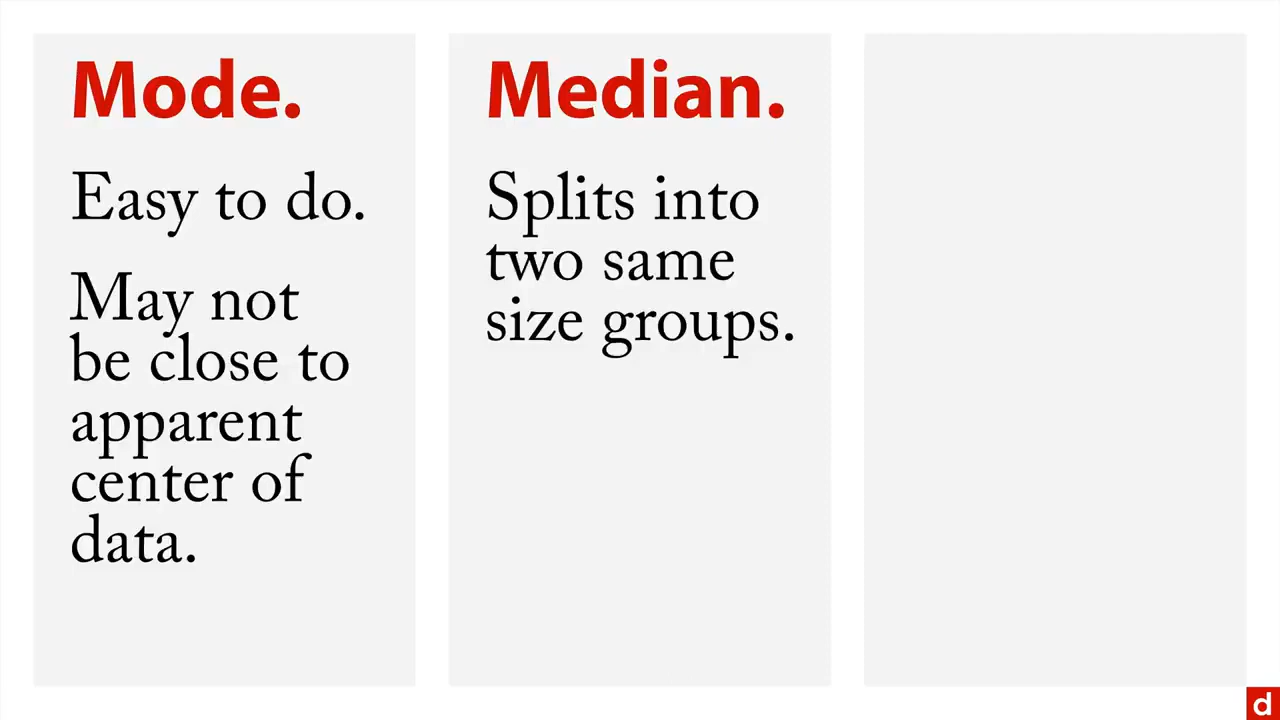 Mode.
Easy to do.
May not
be close to
apparent
center of
data.
Median.
Splits into
two same
size groups.
d